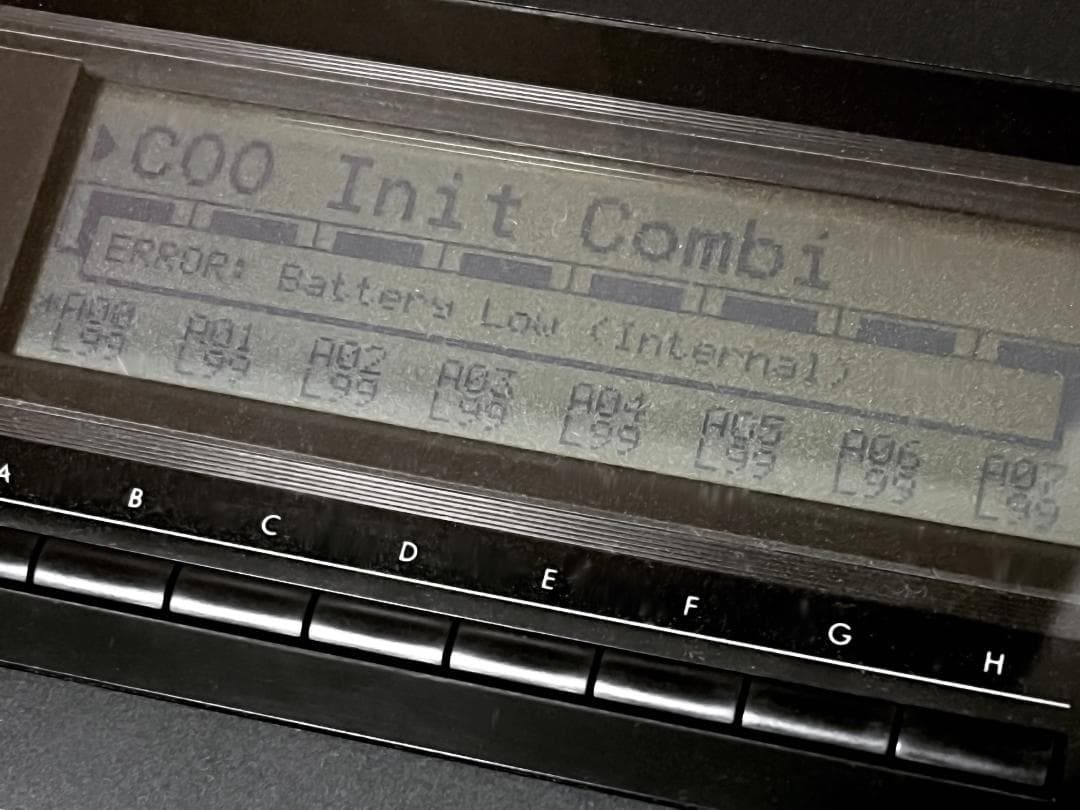 C00 Init Combi
ERROR: Battery Low (Internal)
*A00 A01 A02 A03 A04 A05 A06 A07
L99 L99 L99 L99 L99 L99 L99 L99
A B C D E F G H